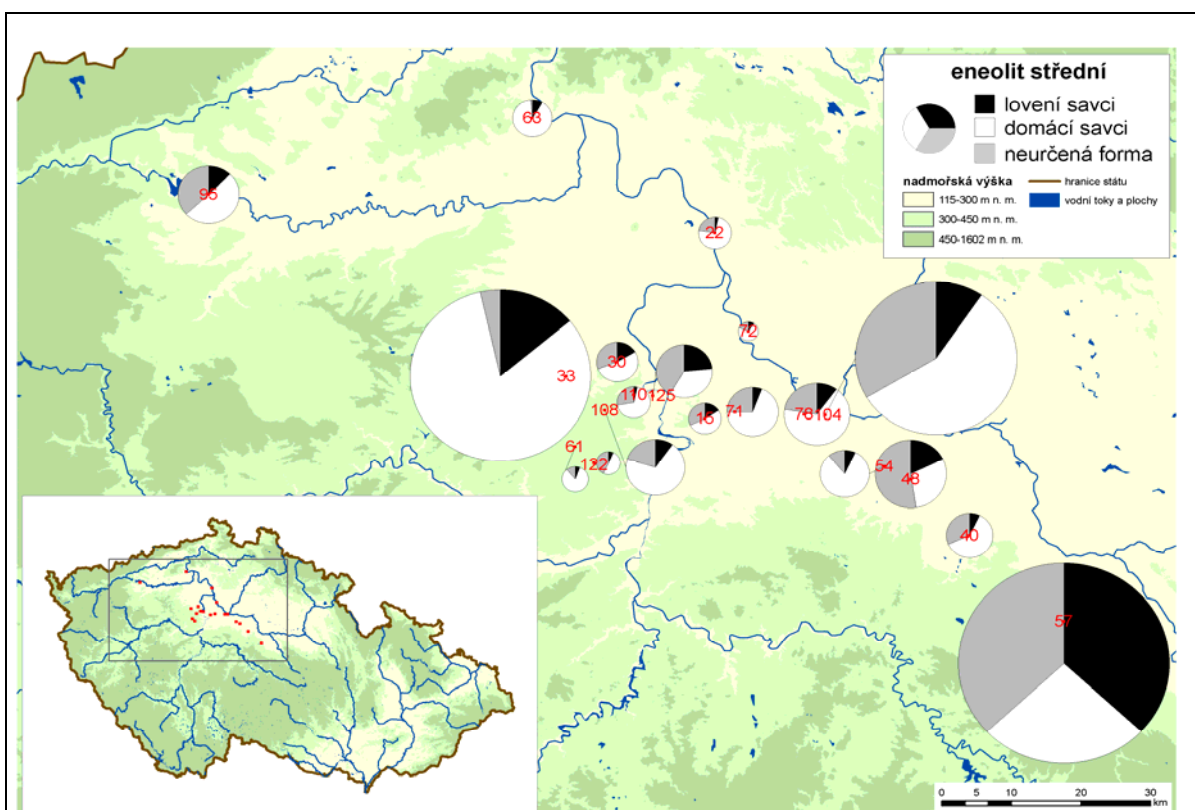 eneolit střední
lovení savci
domácí savci
neurčená forma
nadmořská výška
115-300 m n. m.
300-450 m n. m.
450-1602 m n. m.
hranice státu
vodní toky a plochy
63
95
22
72
33
30
110
125
108
15
71
78
104
61
122
54
48
40
57
0 5 10 20 30
km